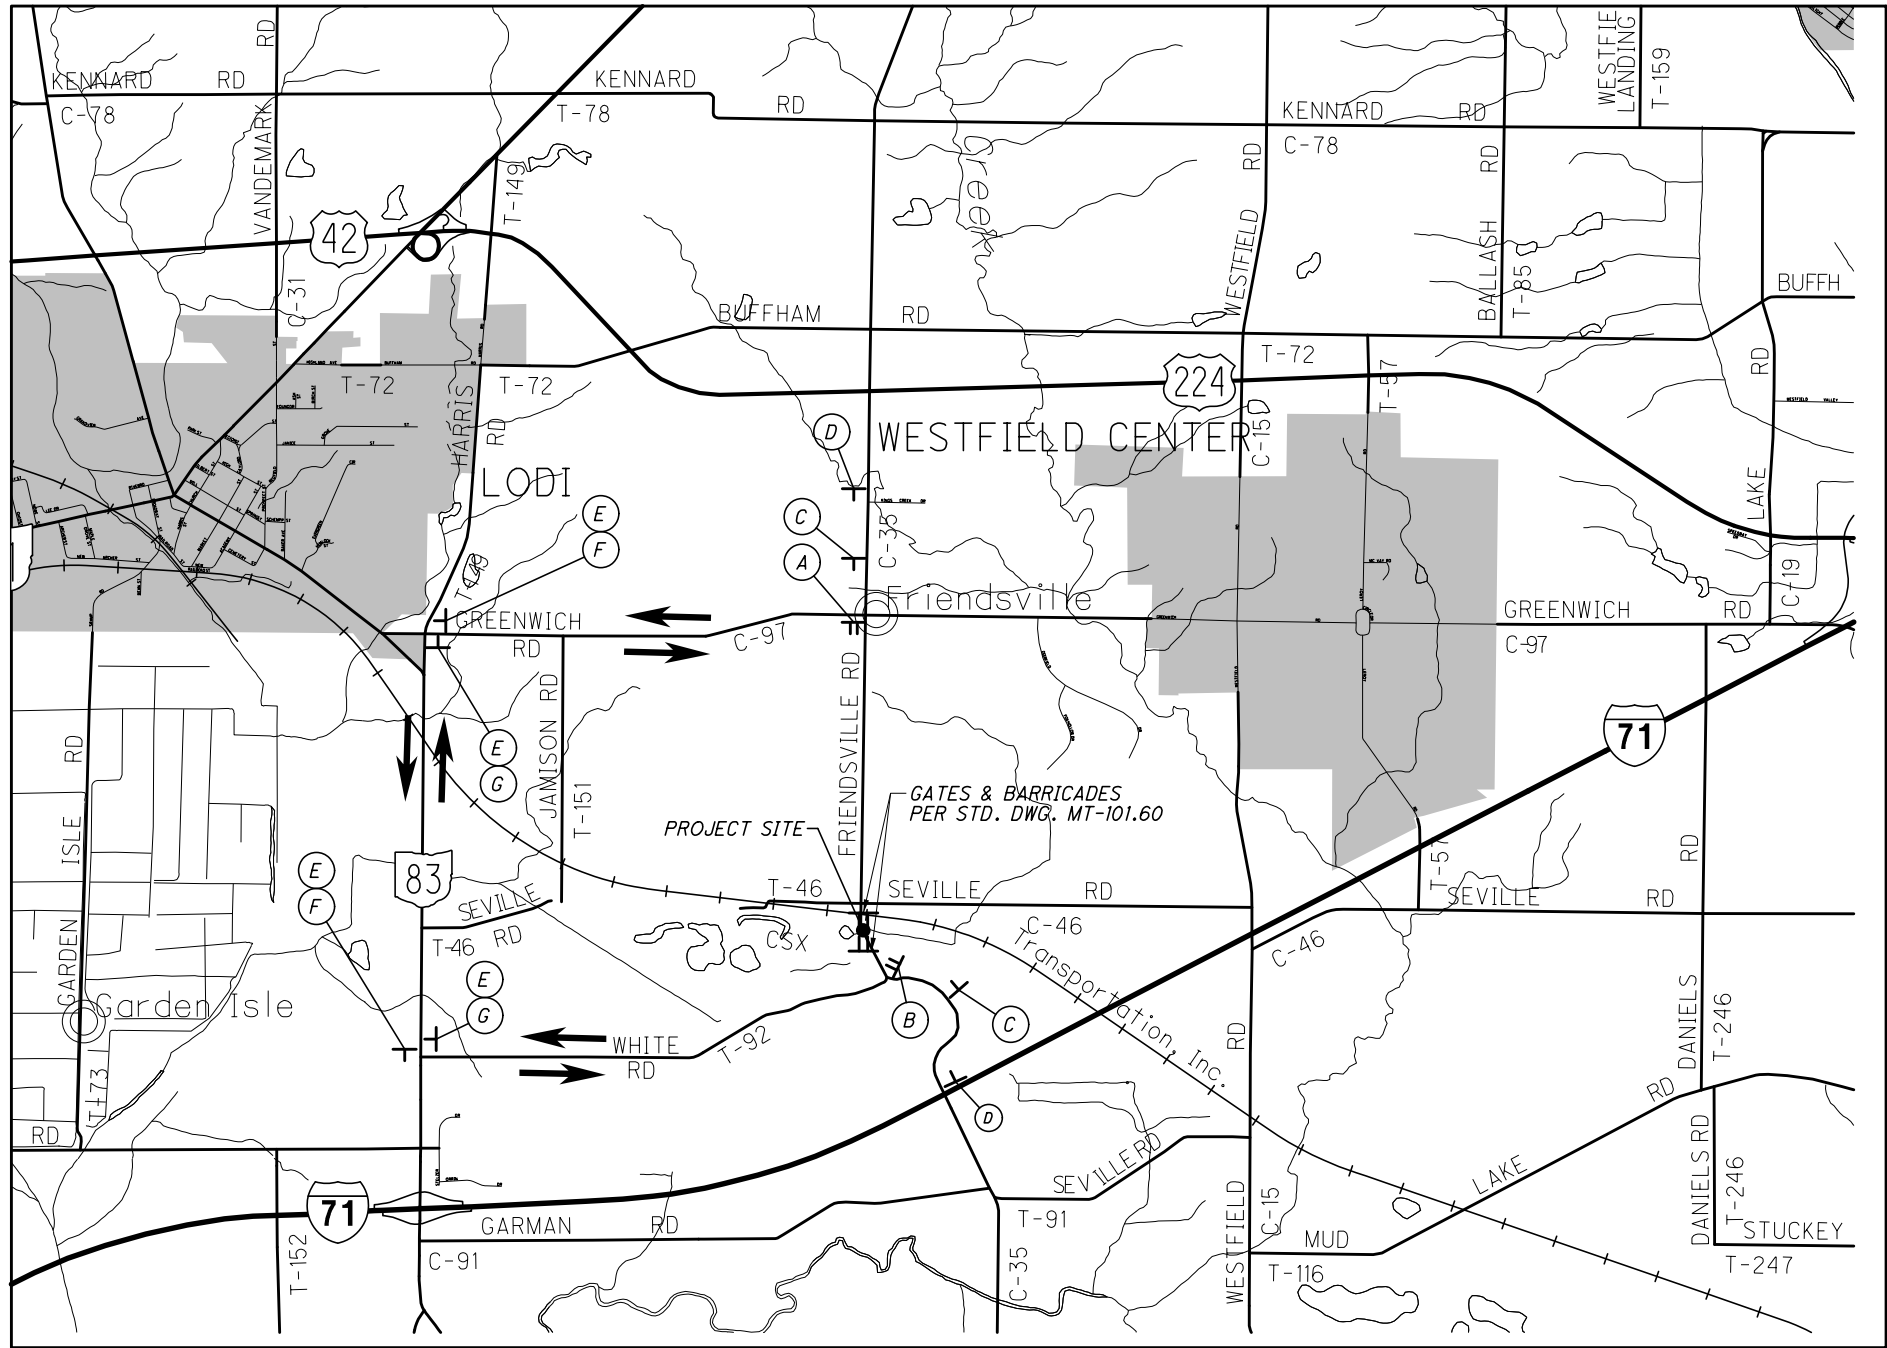 WESTFIE
LANDING
T-159
RD
KENNARD RD
C-78
KENNARD RD
T-78
KENNARD RD
C-78
VANDEMARK
T-149
Creek
RD
RD
42
C-31
WESTFIELD
BALLASH
T-85
BUFFH
BUFFHAM RD
T-72
T-72
T-72
224
T-57
RD
HARRIS
RD
LODI
D
WESTFIELD CENTER
C-15
LAKE
E
F
C
A
C-35
T-149
Friendsville
C-19
GREENWICH
RD
C-97
GREENWICH RD
C-97
RD
JAMISON RD
T-151
FRIENDSVILLE RD
E
G
71
GATES & BARRICADES
PER STD. DWG. MT-101.60
PROJECT SITE
ISLE
GARDEN
E
F
83
T-46
SEVILLE RD
C-46
T-57
SEVILLE RD
C-46
RD
SEVILLE
RD
T-46
CSX
Transportation, Inc.
Garden Isle
E
G
B
C
WHITE
RD
T-92
D
RD
DANIELS
T-246
T-73
RD
RD
LAKE
MUD
T-116
DANIELS RD
T-246
STUCKEY
T-247
SEVILLE RD
T-91
WESTFIELD
C-15
71
T-152
GARMAN RD
C-91
C-35